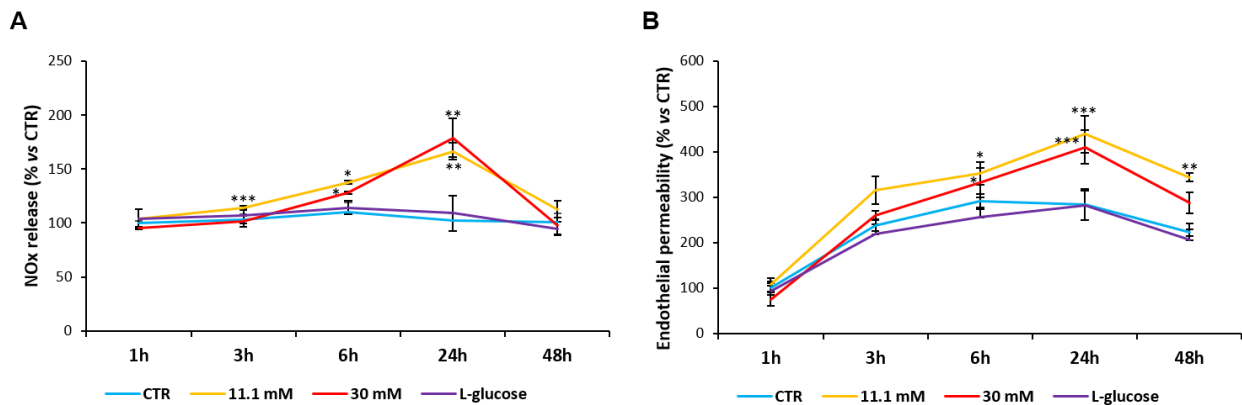 A
NOx release (% vs CTR)
250
200
150
100
50
0
***
*
*
**
**
1h 3h 6h 24h 48h
CTR 11.1 mM 30 mM L-glucose
B
Endothelial permeability (% vs CTR)
600
500
400
300
200
100
0
*
*
***
***
**
1h 3h 6h 24h 48h
CTR 11.1 mM 30 mM L-glucose